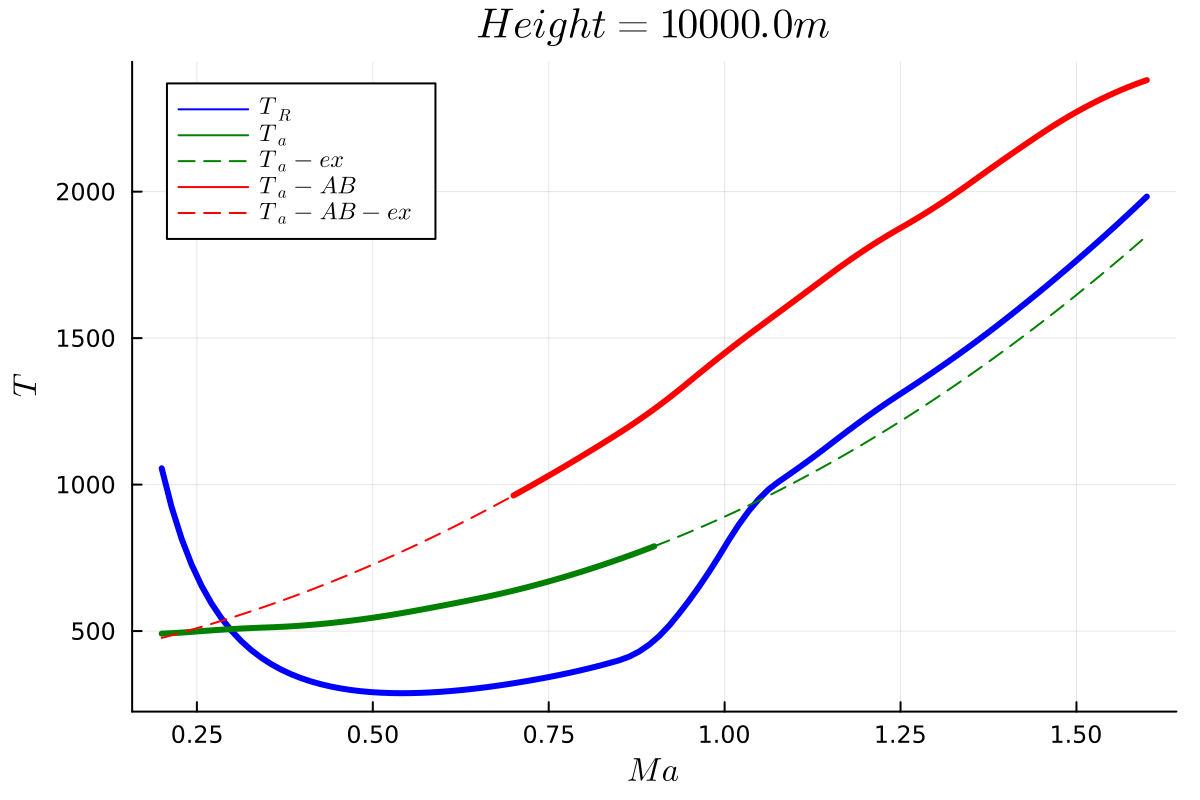 Height = 10000.0m
T_R
T_a
T_a − ex
T_a − AB
T_a − AB − ex
2000
1500
1000
500
T
0.25 0.50 0.75 1.00 1.25 1.50
Ma